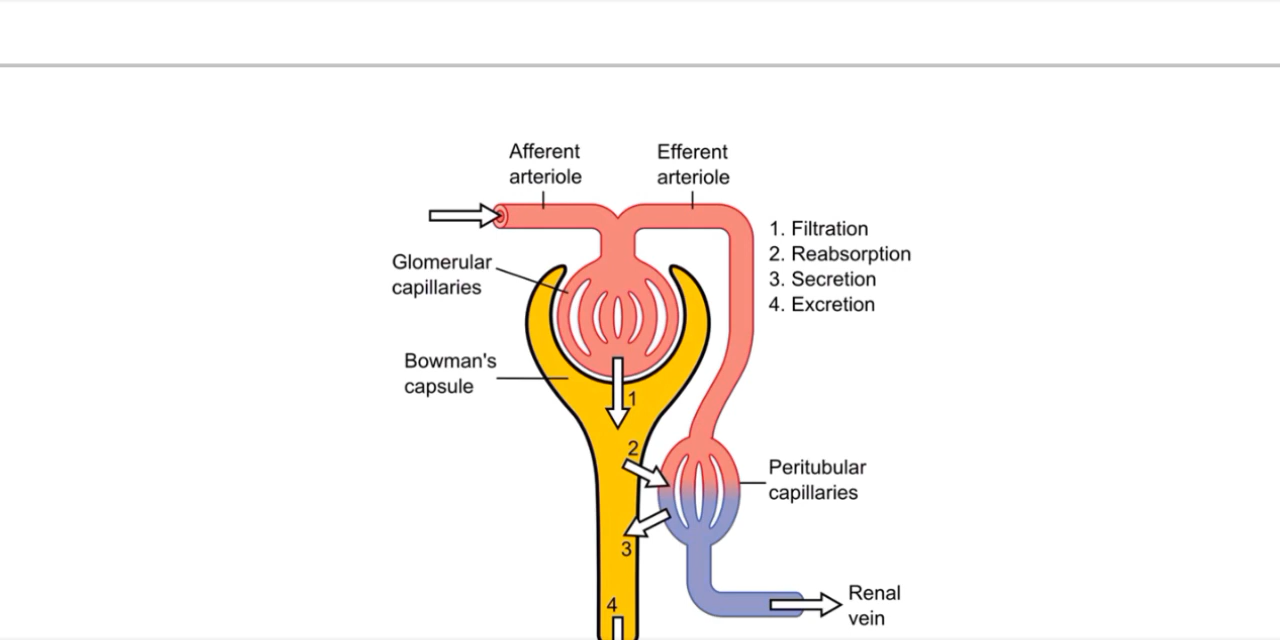 Afferent
arteriole
Efferent
arteriole
1. Filtration
2. Reabsorption
3. Secretion
4. Excretion
Glomerular
capillaries
Bowman's
capsule
1
2
Peritubular
capillaries
3
4
Renal
vein